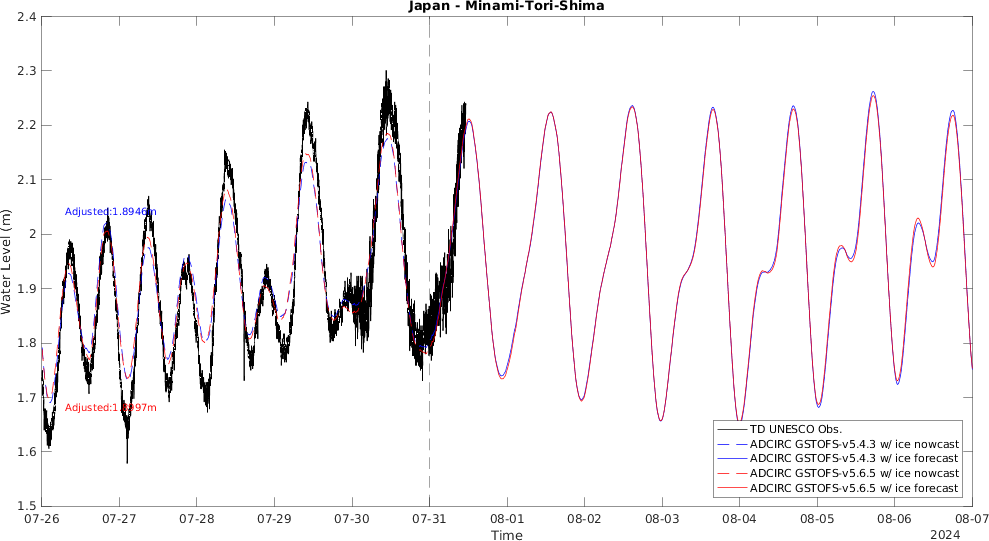 Japan - Minami-Tori-Shima
Water Level (m)
2.4
2.3
2.2
2.1
2
1.9
1.8
1.7
1.6
1.5
Adjusted:1.8946m
Adjusted:1.8997m
TD UNESCO Obs.
ADCIRC GSTOFS-v5.4.3 w/ ice nowcast
ADCIRC GSTOFS-v5.4.3 w/ ice forecast
ADCIRC GSTOFS-v5.6.5 w/ ice nowcast
ADCIRC GSTOFS-v5.6.5 w/ ice forecast
07-26 07-27 07-28 07-29 07-30 07-31 08-01 08-02 08-03 08-04 08-05 08-06 08-07
Time
2024